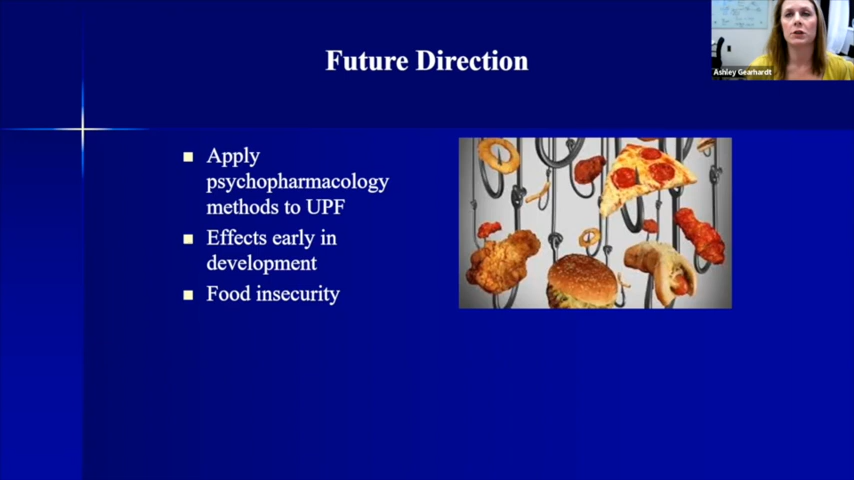 Future Direction
Ashley Gearhardt
Apply
psychopharmacology
methods to UPF
Effects early in
development
Food insecurity